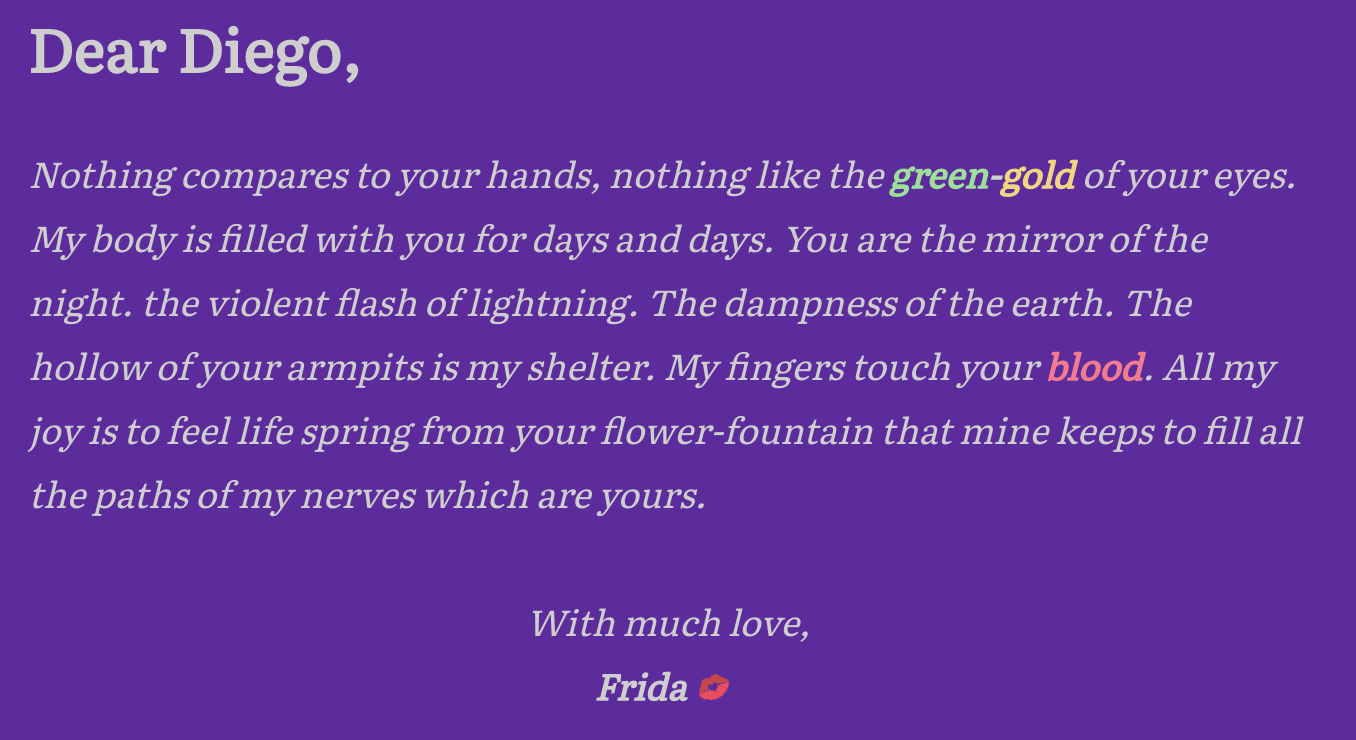 Dear Diego,
Nothing compares to your hands, nothing like the green-gold of your eyes.
My body is filled with you for days and days. You are the mirror of the
night. the violent flash of lightning. The dampness of the earth. The
hollow of your armpits is my shelter. My fingers touch your blood. All my
joy is to feel life spring from your flower-fountain that mine keeps to fill all
the paths of my nerves which are yours.
With much love,
Frida 💋